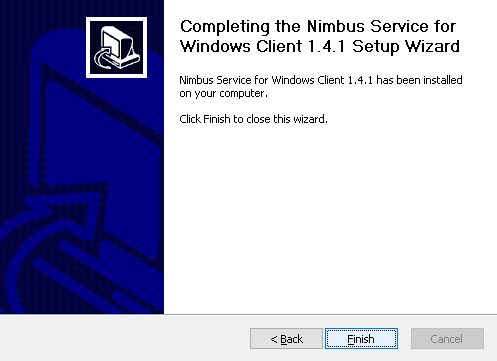 Completing the Nimbus Service for
Windows Client 1.4.1 Setup Wizard
Nimbus Service for Windows Client 1.4.1 has been installed
on your computer.
Click Finish to close this wizard.
< Back
Finish
Cancel